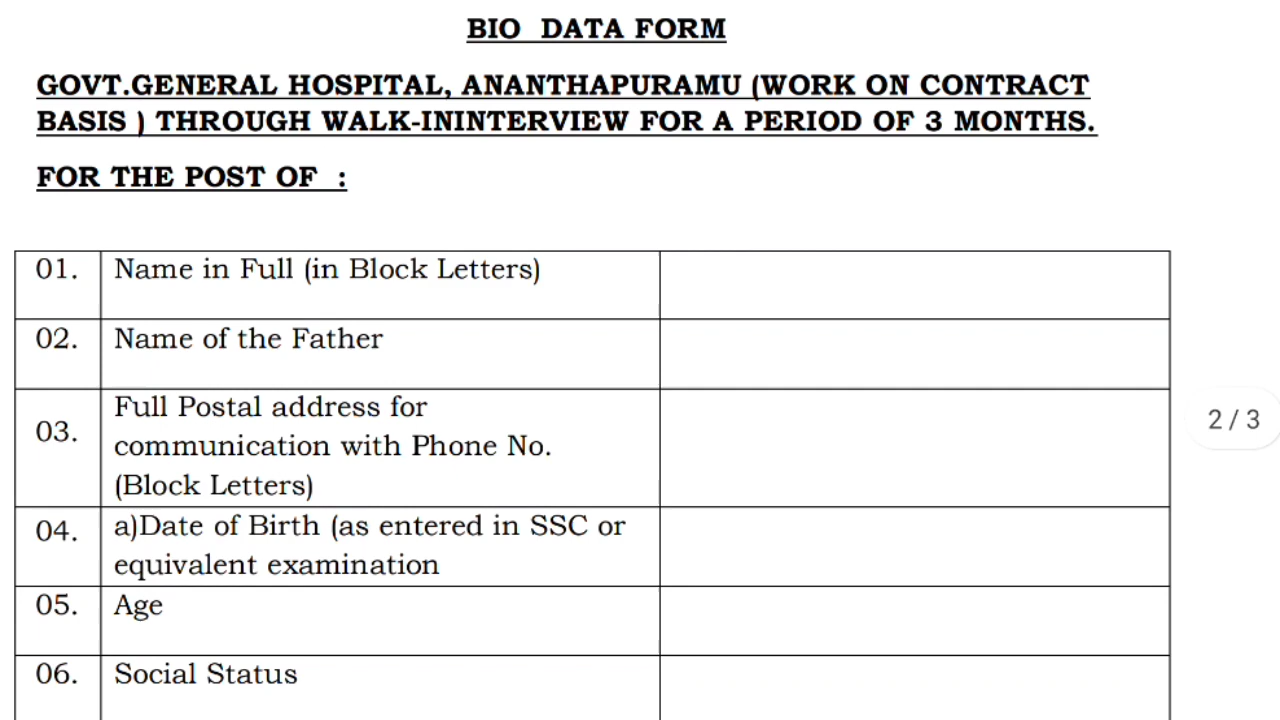 BIO DATA FORM
GOVT.GENERAL HOSPITAL, ANANTHAPURAMU (WORK ON CONTRACT
BASIS ) THROUGH WALK-ININTERVIEW FOR A PERIOD OF 3 MONTHS.
FOR THE POST OF :
01. Name in Full (in Block Letters)
02. Name of the Father
03. Full Postal address for
communication with Phone No.
(Block Letters)
04. a)Date of Birth (as entered in SSC or
equivalent examination
05. Age
06. Social Status
2 / 3